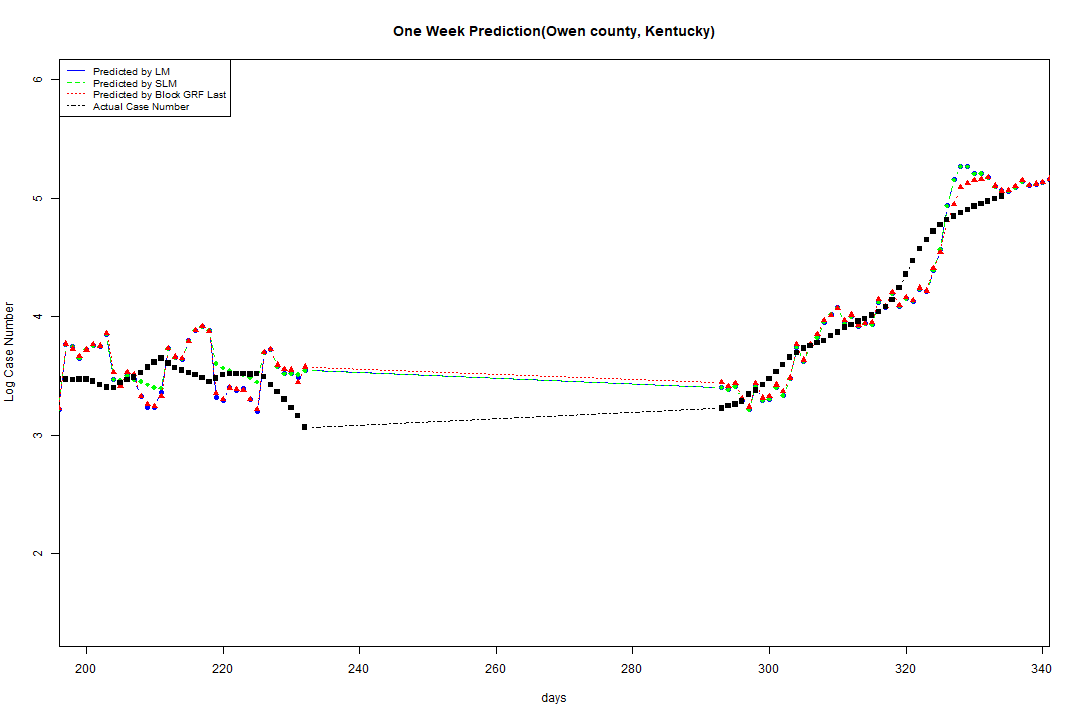 One Week Prediction(Owen county, Kentucky)
Predicted by LM
Predicted by SLM
Predicted by Block GRF Last
Actual Case Number
Log Case Number
6
5
4
3
2
200 220 240 260 280 300 320 340
days